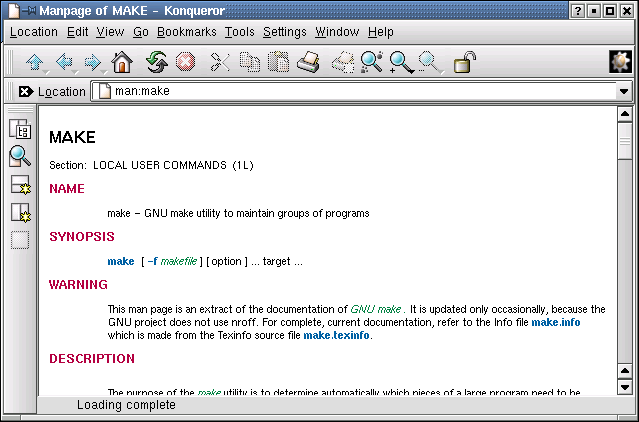 Manpage of MAKE - Konqueror
Location Edit View Go Bookmarks Tools Settings Window Help
Location man:make
MAKE
Section: LOCAL USER COMMANDS (1L)
NAME
make - GNU make utility to maintain groups of programs
SYNOPSIS
make [ -f makefile ] [ option ] ... target ...
WARNING
This man page is an extract of the documentation of GNU make . It is updated only occasionally, because the
GNU project does not use nroff. For complete, current documentation, refer to the Info file make.info
which is made from the Texinfo source file make.texinfo.
DESCRIPTION
The purpose of the make utility is to determine automatically which pieces of a large program need to be
Loading complete